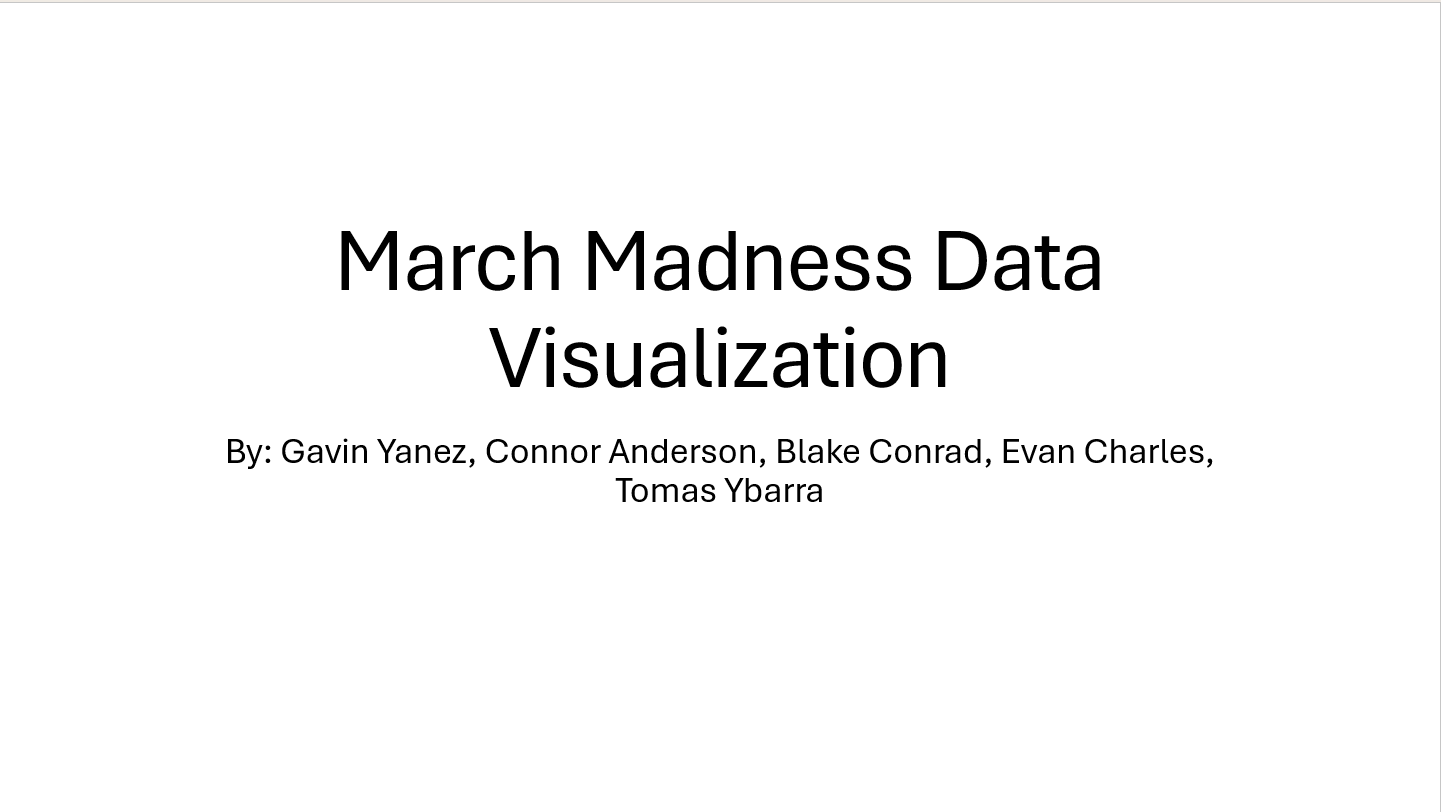 March Madness Data
Visualization
By: Gavin Yanez, Connor Anderson, Blake Conrad, Evan Charles,
Tomas Ybarra